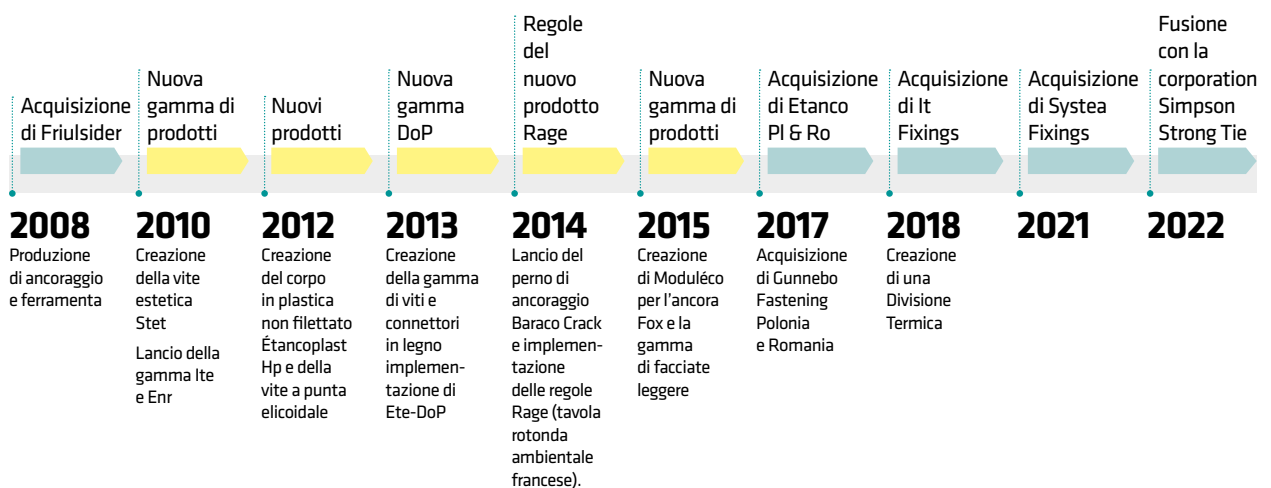 Acquisizione
di Friulsider
2008
Produzione
di ancoraggio
e ferramenta
Nuova
gamma di
prodotti
2010
Creazione
della vite
estetica
Stet
Lancio della
gamma Ite
e Enr
Nuovi
prodotti
2012
Creazione
del corpo
in plastica
non filettato
Étancoplast
Hp e della
vite a punta
elicoidale
Nuova
gamma
DoP
2013
Creazione
della gamma
di viti e
connettori
in legno
implemen-
tazione di
Ete-DoP
Regole
del
nuovo
prodotto
Rage
2014
Lancio del
perno di
ancoraggio
Baraco Crack
e implemen-
tazione
delle regole
Rage (tavola
rotonda
ambientale
francese).
Nuova
gamma di
prodotti
2015
Creazione
di Moduléco
per l'ancora
Fox e la
gamma
di facciate
leggere
Acquisizione
di Etanco
Pl & Ro
2017
Acquisizione
di Gunnebo
Fastening
Polonia
e Romania
Acquisizione
di It
Fixings
2018
Creazione
di una
Divisione
Termica
Acquisizione
di Systea
Fixings
2021
Fusione
con la
corporation
Simpson
Strong Tie
2022